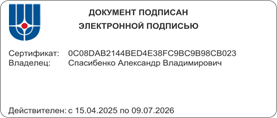 ДОКУМЕНТ ПОДПИСАН
ЭЛЕКТРОННОЙ ПОДПИСЬЮ
Сертификат: 0C08DAB2144BED4E38FC9BC9B98CB023
Владелец: Спасибенко Александр Владимирович
Действителен: с 15.04.2025 по 09.07.2026